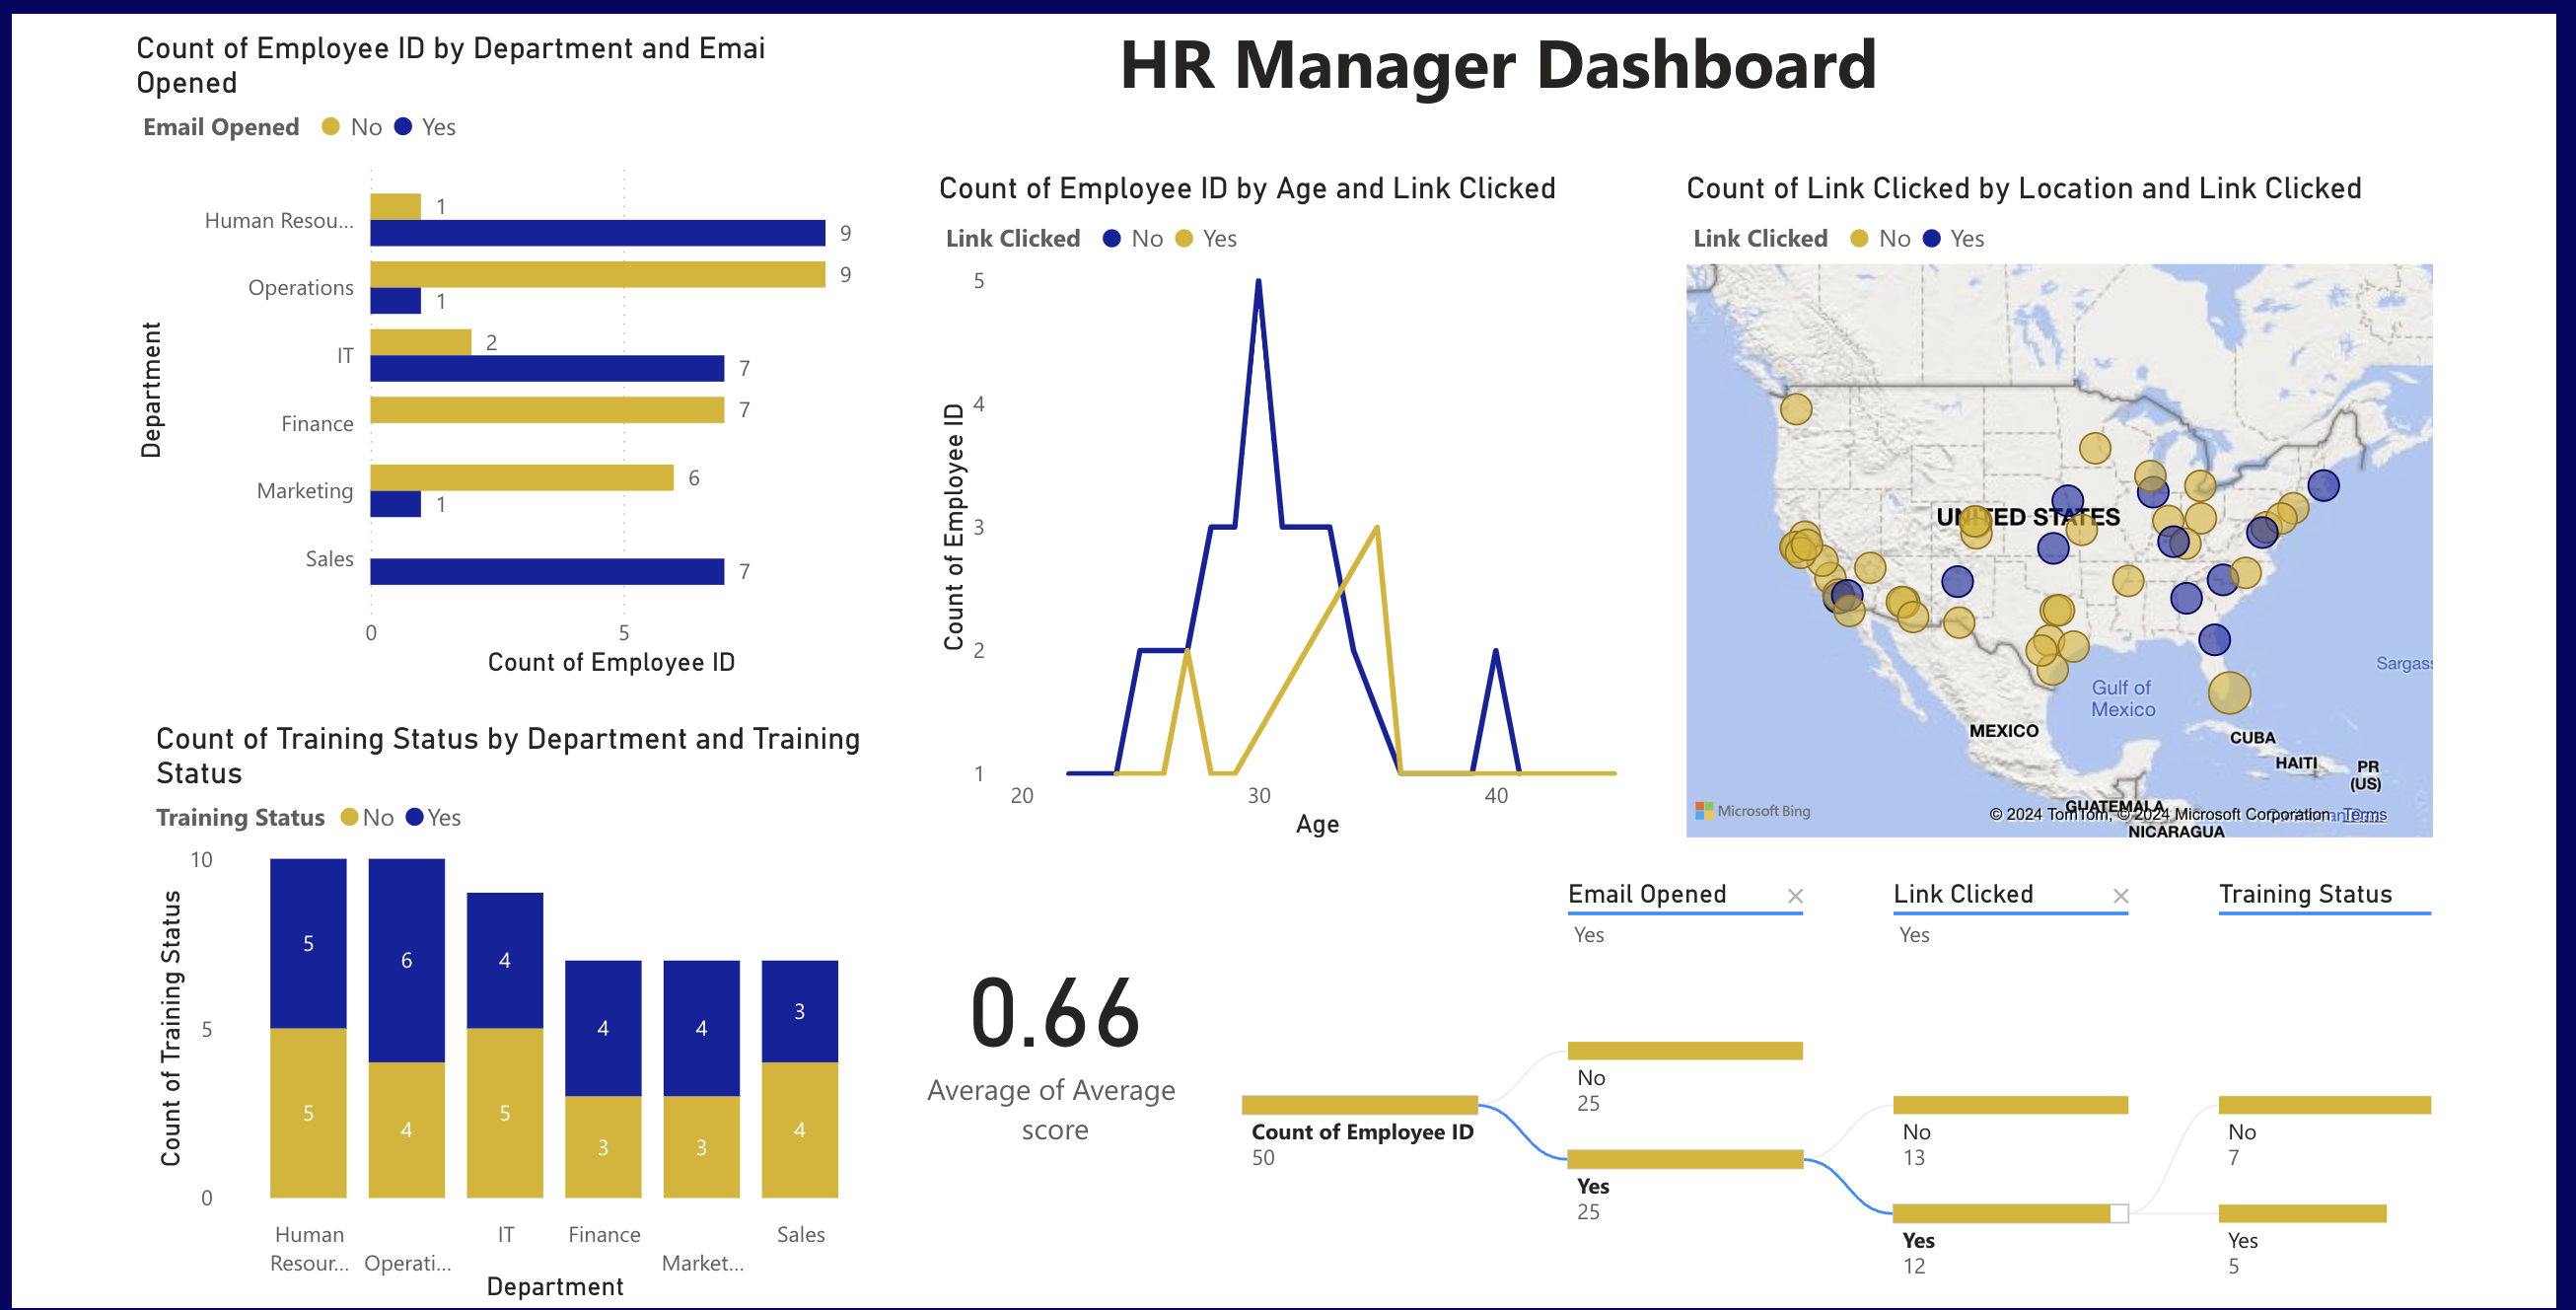 HR Manager Dashboard
Count of Employee ID by Department and Emai
Opened
Email Opened No Yes
Department
Human Resou...
1
9
Operations
9
1
IT
2
7
Finance
7
Marketing
6
1
Sales
7
0 5
Count of Employee ID
Count of Employee ID by Age and Link Clicked
Link Clicked No Yes
Count of Employee ID
5
4
3
2
1
20 30 40
Age
Count of Link Clicked by Location and Link Clicked
Link Clicked No Yes
UNITED STATES
Sargass
Gulf of
Mexico
MEXICO
CUBA
HAITI
PR
(US)
GUATEMALA
Microsoft Bing
© 2024 TomTom, © 2024 Microsoft Corporation Terms
NICARAGUA
Count of Training Status by Department and Training
Status
Training Status No Yes
Count of Training Status
10
5
0
5 6 4 4 4 3
5 4 5 3 3 4
Human
Resour...
Operati...
IT
Finance
Market...
Sales
Department
0.66
Average of Average
score
Email Opened
Yes
Link Clicked
Yes
Training Status
Count of Employee ID
50
No
25
Yes
25
No
13
Yes
12
No
7
Yes
5